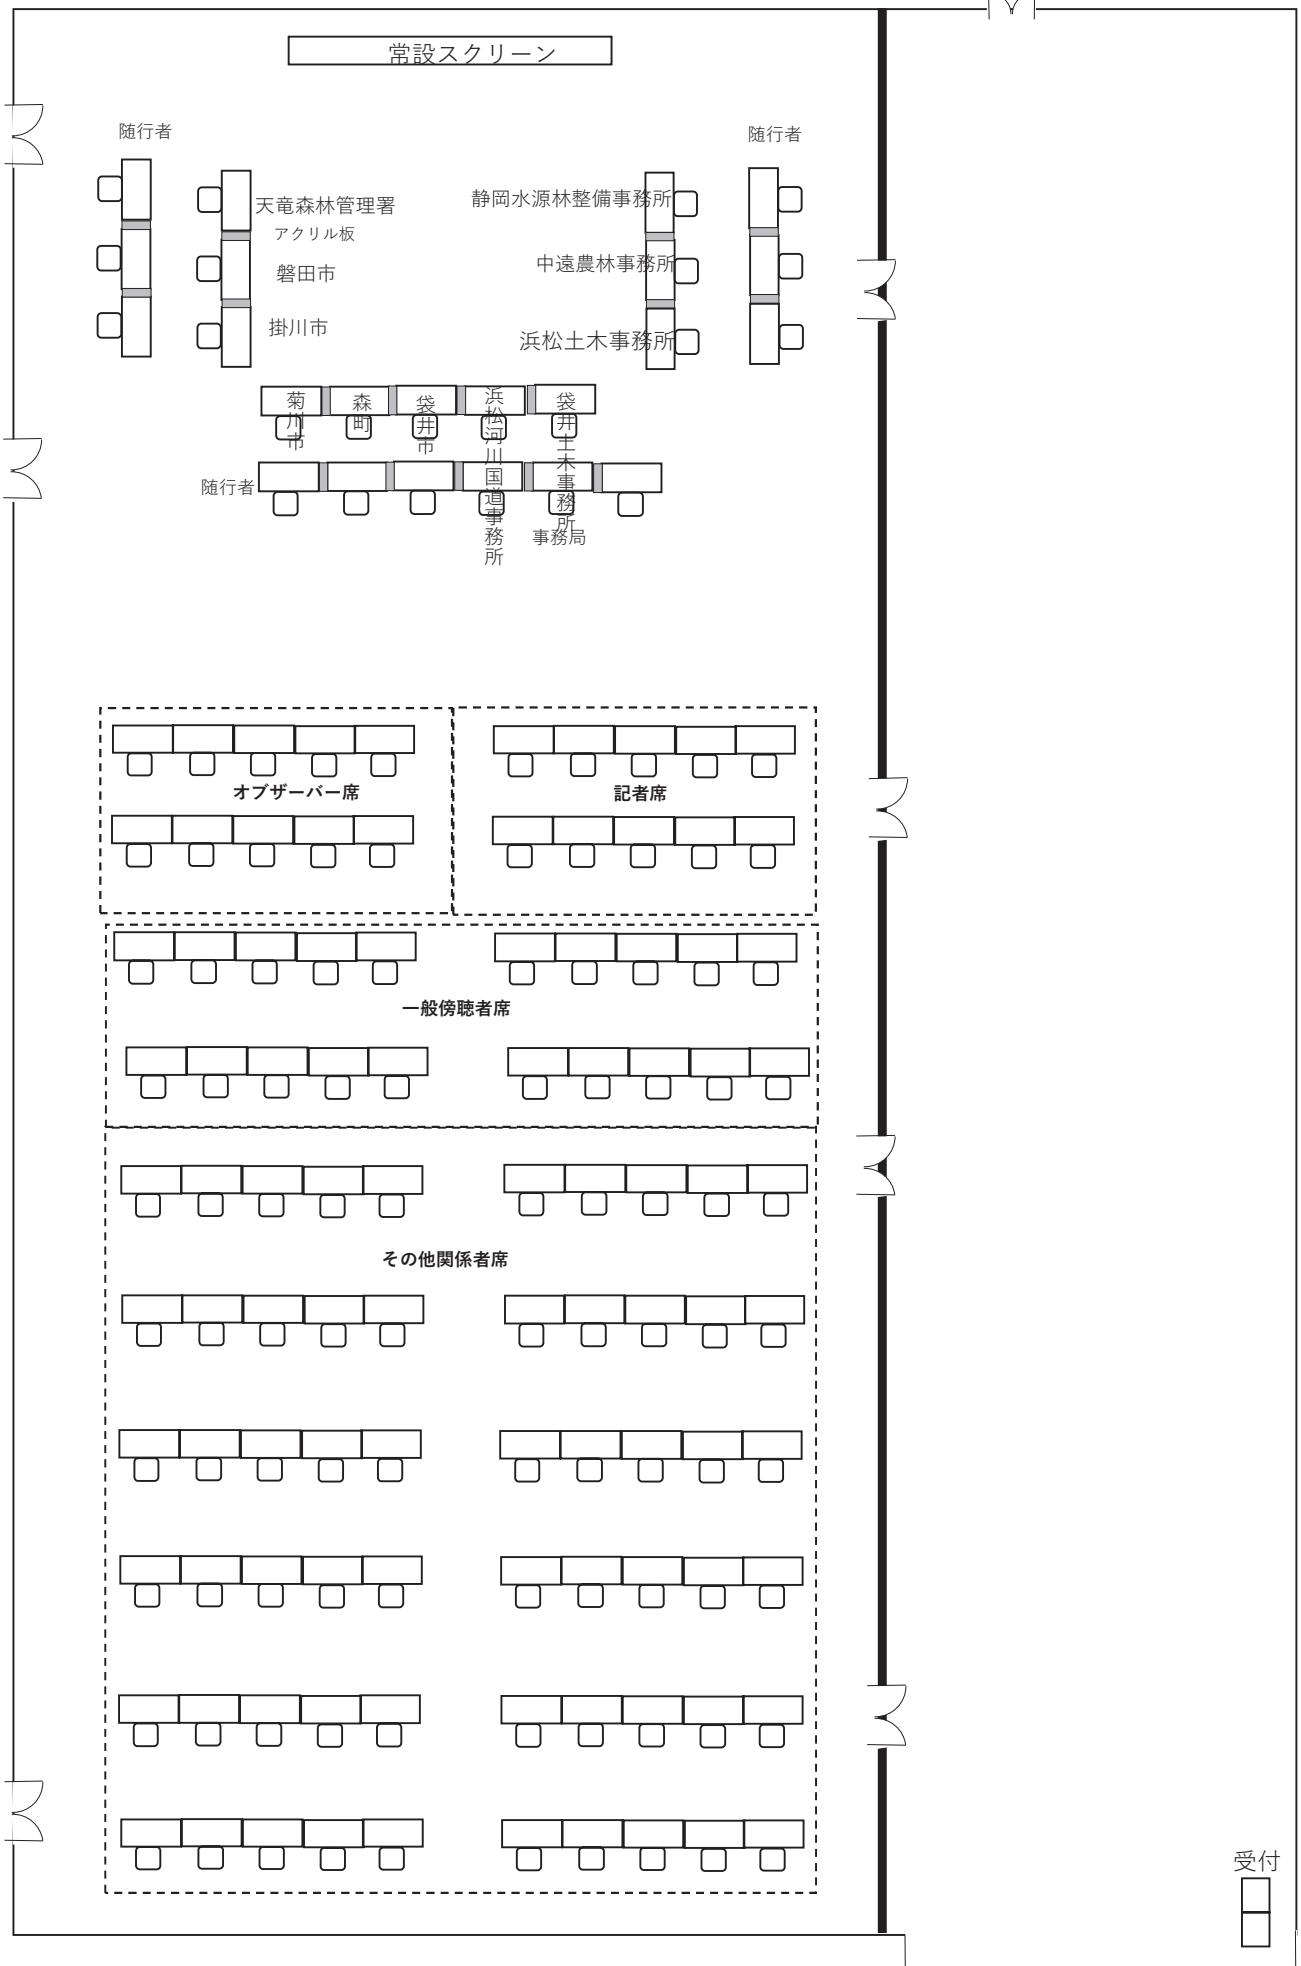 常設スクリーン
随行者
随行者
天竜森林管理署
静岡水源林整備事務所
アクリル板
中遠農林事務所
磐田市
掛川市
浜松土木事務所
菊川市
森町
袋井市
浜松河川国道事務所
袋井土木事務所
随行者
事務局
オブザーバー席
記者席
一般傍聴者席
その他関係者席
受付